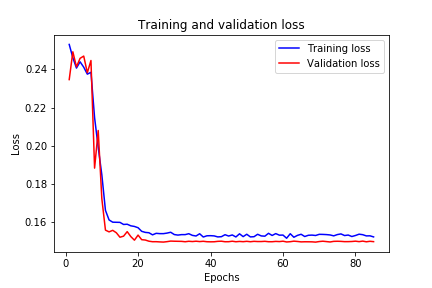 Training and validation loss
Training loss
Validation loss
0.24
0.22
0.20
0.18
0.16
Loss
0 20 40 60 80
Epochs